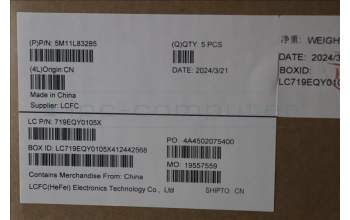 (P)P/N: 5M11L83285
(Q)QTY: 5 PCS
净重: WEIGH
(4L)Origin:CN
DATE: 2024/3/21
DATE: 2024/3
Made in China
BOXID:
Supplier: LCFC
LC719EQY010
LC P/N: 719EQY0105X
PO: 4A4502075400
BOX ID: LC719EQY0105X412442568
MO: 19557559
Contains Merchandise From: China
LCFC(HeFei) Electronics Technology Co., Ltd SHIPTO: CN